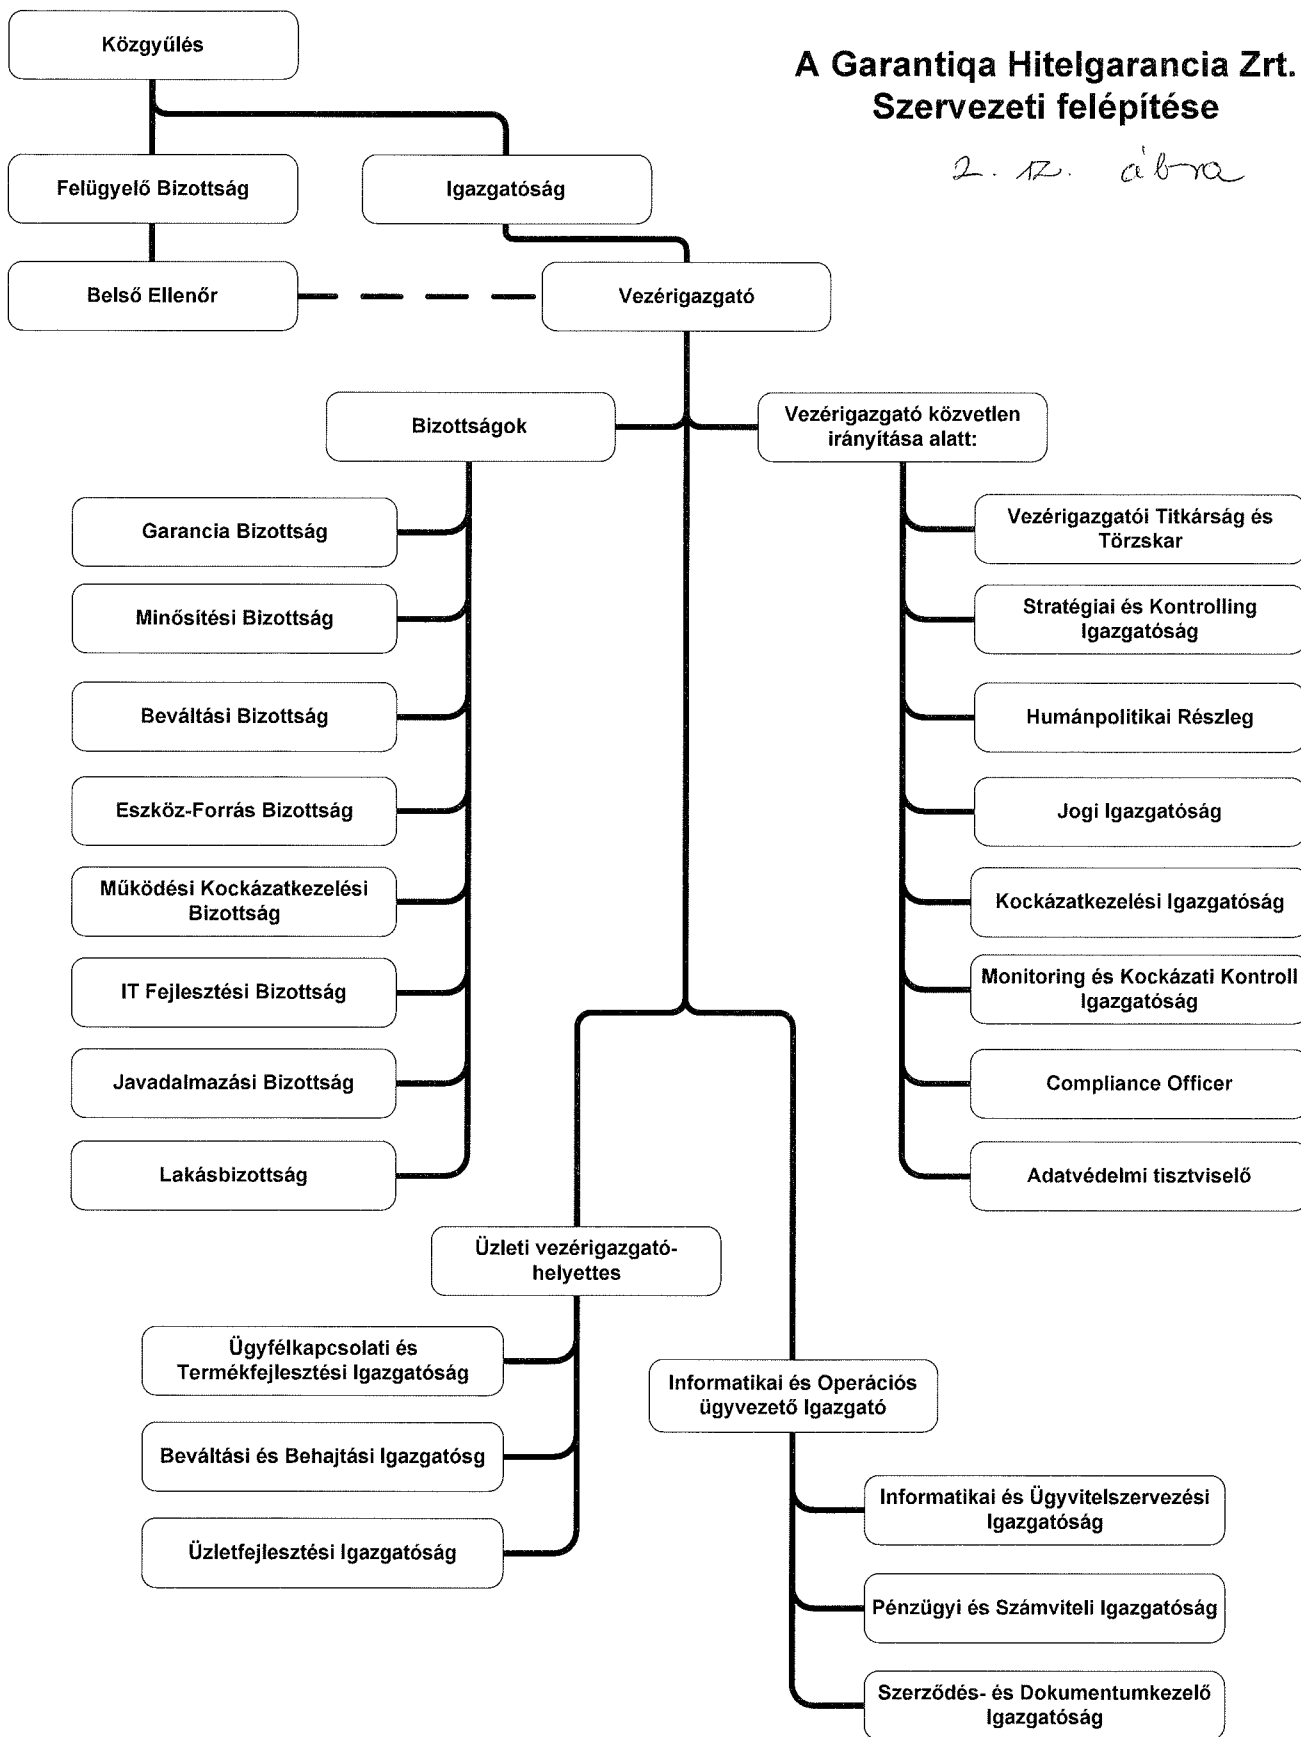 Közgyűlés
A Garantiqa Hitelgarancia Zrt.
Szervezeti felépítése
2. sz. ábra
Felügyelő Bizottság
Igazgatóság
Belső Ellenőr
Vezérigazgató
Bizottságok
Vezérigazgató közvetlen
irányítása alatt:
Garancia Bizottság
Minősítési Bizottság
Beváltási Bizottság
Eszköz-Forrás Bizottság
Működési Kockázatkezelési
Bizottság
IT Fejlesztési Bizottság
Javadalmazási Bizottság
Lakásbizottság
Vezérigazgatói Titkárság és
Törzskar
Stratégiai és Kontrolling
Igazgatóság
Humánpolitikai Részleg
Jogi Igazgatóság
Kockázatkezelési Igazgatóság
Monitoring és Kockázati Kontroll
Igazgatóság
Compliance Officer
Adatvédelmi tisztviselő
Üzleti vezérigazgató-
helyettes
Ügyfélkapcsolati és
Termékfejlesztési Igazgatóság
Beváltási és Behajtási Igazgatósg
Üzletfejlesztési Igazgatóság
Informatikai és Operációs
ügyvezető Igazgató
Informatikai és Ügyvitelszervezési
Igazgatóság
Pénzügyi és Számviteli Igazgatóság
Szerződés- és Dokumentumkezelő
Igazgatóság